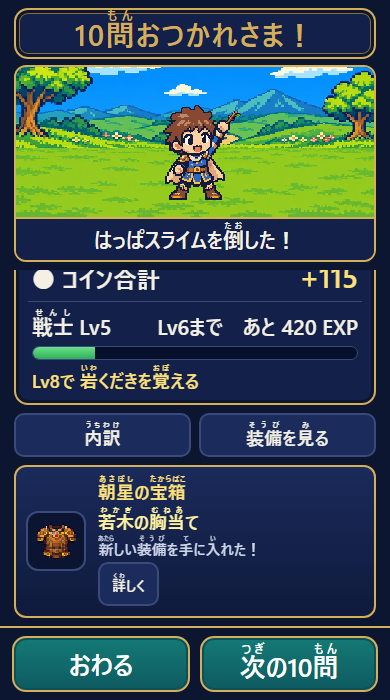 10問おつかれさま！
はっぱスライムを倒した！
コイン合計 +115
戦士 Lv5 Lv6まで あと 420 EXP
Lv8で 岩くだきを覚える
内訳 装備を見る
朝星の宝箱
若木の胸当て
新しい装備を手に入れた！
詳しく
おわる 次の10問